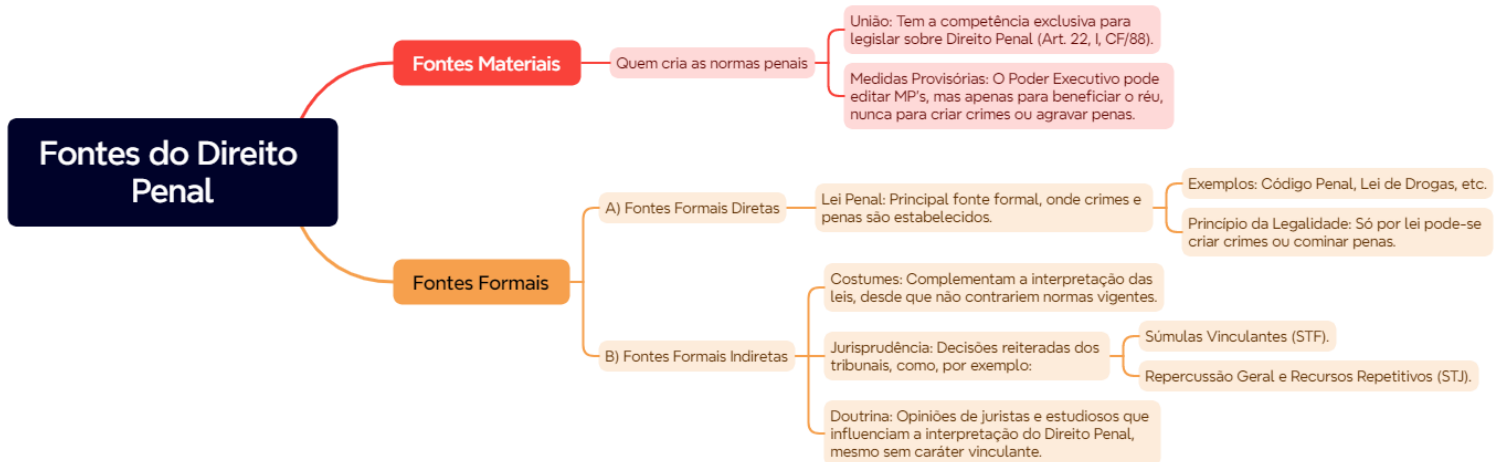 Fontes do Direito
Penal
Fontes Materiais
Quem cria as normas penais
União: Tem a competência exclusiva para
legislar sobre Direito Penal (Art. 22, I, CF/88).
Medidas Provisórias: O Poder Executivo pode
editar MP's, mas apenas para beneficiar o réu,
nunca para criar crimes ou agravar penas.
Fontes Formais
A) Fontes Formais Diretas
Lei Penal: Principal fonte formal, onde crimes e
penas são estabelecidos.
Exemplos: Código Penal, Lei de Drogas, etc.
Princípio da Legalidade: Só por lei pode-se
criar crimes ou cominar penas.
B) Fontes Formais Indiretas
Costumes: Complementam a interpretação das
leis, desde que não contrariem normas vigentes.
Jurisprudência: Decisões reiteradas dos
tribunais, como, por exemplo:
Súmulas Vinculantes (STF).
Repercussão Geral e Recursos Repetitivos (STJ).
Doutrina: Opiniões de juristas e estudiosos que
influenciam a interpretação do Direito Penal,
mesmo sem caráter vinculante.